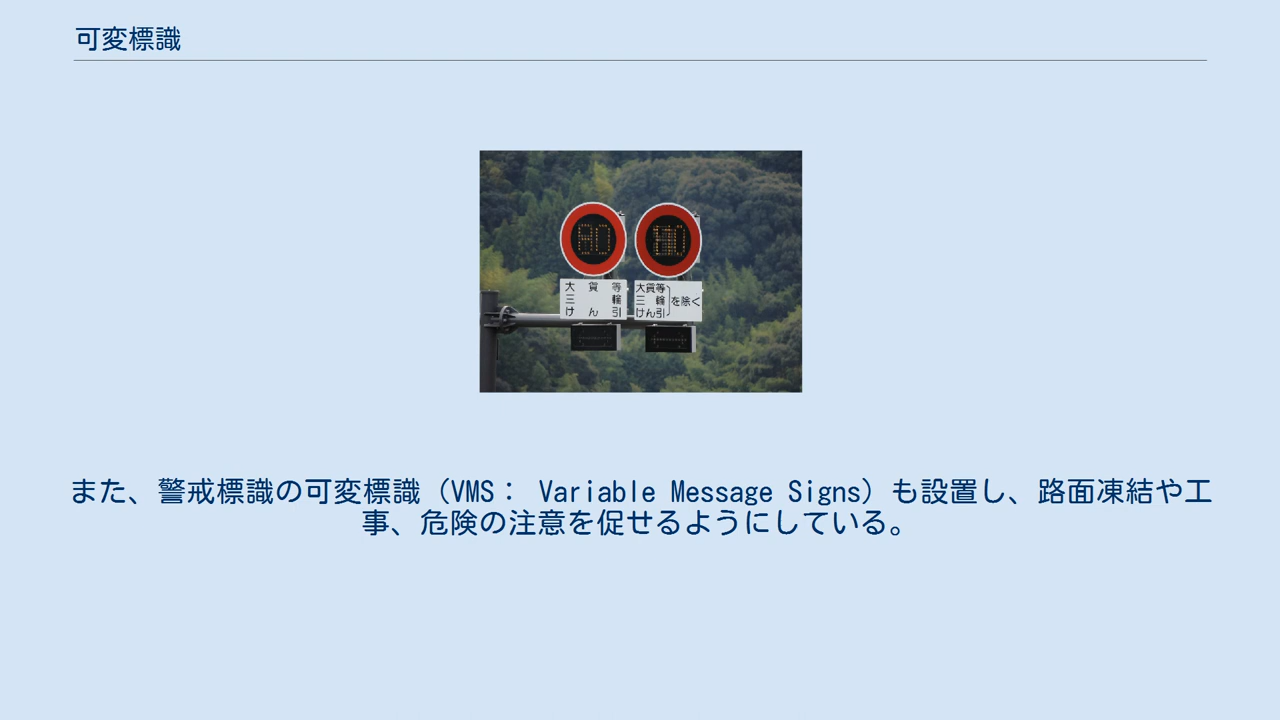 可変標識
大貨等
三輪
けん引
大貨等
三輪
けん引
を除く
また、警戒標識の可変標識（VMS： Variable Message Signs）も設置し、路面凍結や工
事、危険の注意を促せるようにしている。